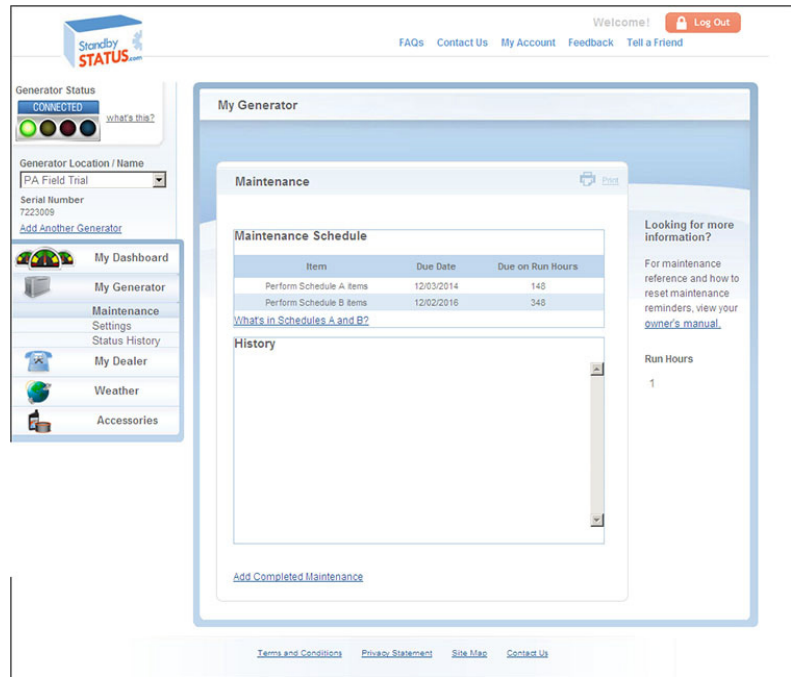 Welcome!
Log Out
Standby
STATUS.com
FAQs Contact Us My Account Feedback Tell a Friend
Generator Status
CONNECTED
what's this?
Generator Location / Name
PA Field Trial
Serial Number
7223009
Add Another Generator
My Dashboard
My Generator
Maintenance
Settings
Status History
My Dealer
Weather
Accessories
My Generator
Maintenance
Print
Maintenance Schedule
Item Due Date Due on Run Hours
Perform Schedule A items 12/03/2014 148
Perform Schedule B items 12/02/2016 348
What's in Schedules A and B?
History
Add Completed Maintenance
Looking for more
information?
For maintenance
reference and how to
reset maintenance
reminders, view your
owner's manual.
Run Hours
1
Terms and Conditions Privacy Statement Site Map Contact Us